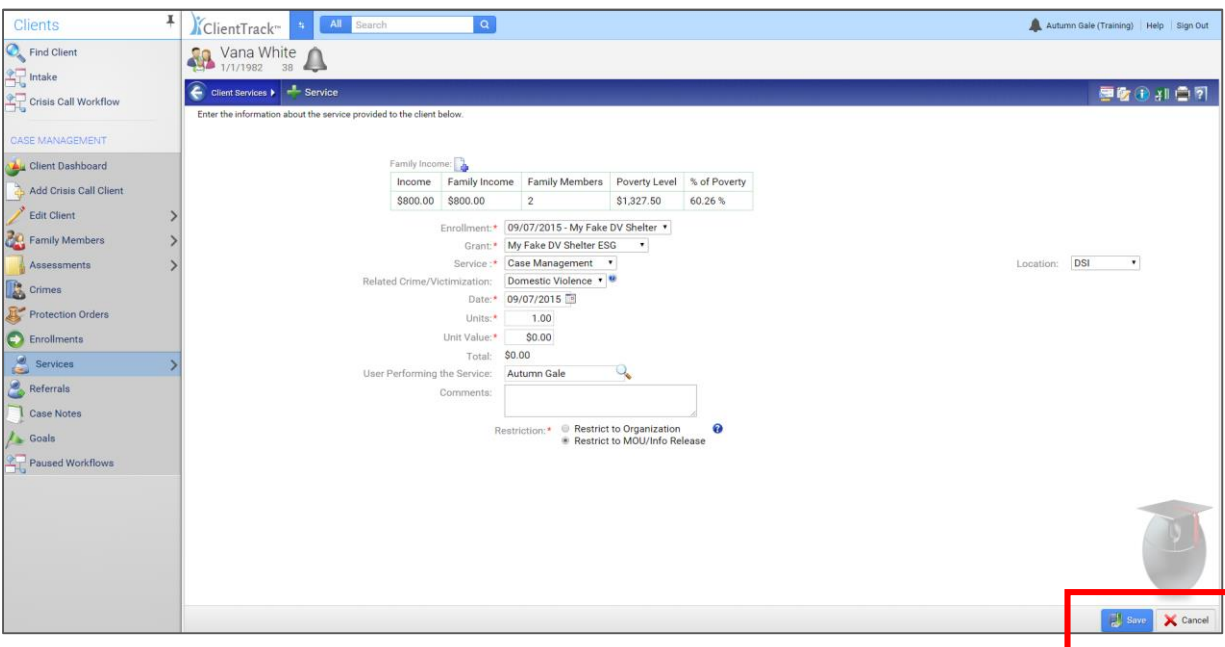 Clients
ClientTrack™
All Search
Autumn Gale (Training) Help Sign Out
Find Client
Intake
Crisis Call Workflow
CASE MANAGEMENT
Client Dashboard
Add Crisis Call Client
Edit Client
Family Members
Assessments
Crimes
Protection Orders
Enrollments
Services
Referrals
Case Notes
Goals
Paused Workflows
Vana White
1/1/1982 38
Client Services Service
Enter the information about the service provided to the client below.
Family Income:
Income Family Income Family Members Poverty Level % of Poverty
$800.00 $800.00 2 $1,327.50 60.26 %
Enrollment:* 09/07/2015 - My Fake DV Shelter
Grant:* My Fake DV Shelter ESG
Service :* Case Management Location: DSI
Related Crime/Victimization: Domestic Violence
Date:* 09/07/2015
Units:* 1.00
Unit Value:* $0.00
Total: $0.00
User Performing the Service: Autumn Gale
Comments:
Restriction:* Restrict to Organization
Restrict to MOU/Info Release
Save Cancel